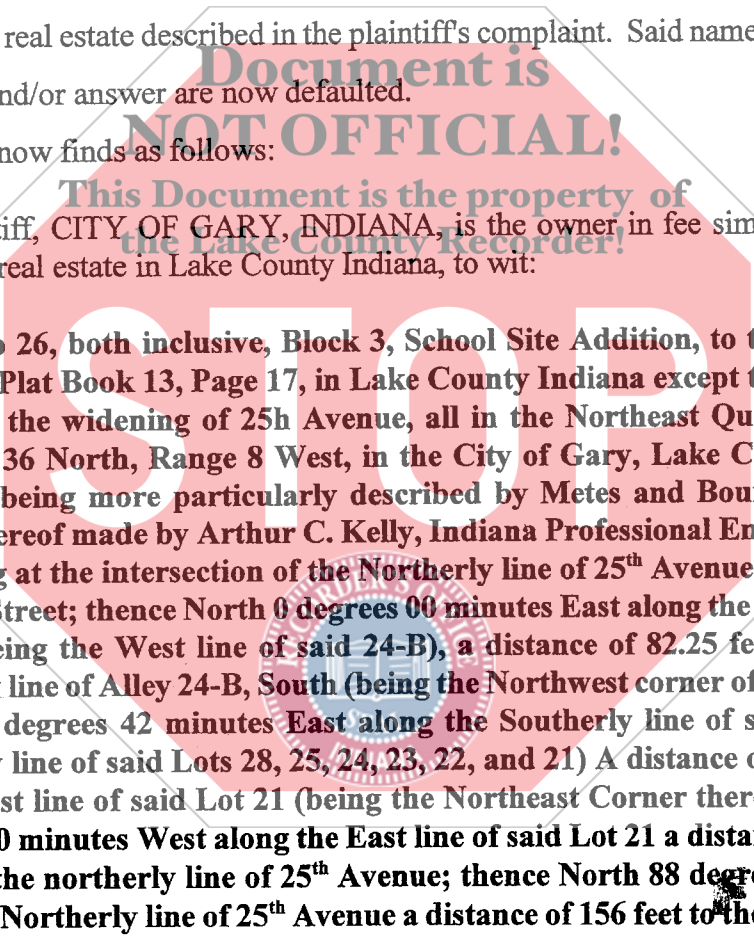 real estate described in the plaintiff's complaint. Said name
Document is
nd/or answer are now defaulted.
NOT OFFICIAL!
now finds as follows:
This Document is the property of
iff, CITY OF GARY, INDIANA, is the owner in fee sim
the Lake County Recorder!
real estate in Lake County Indiana, to wit:
STOP
o 26, both inclusive, Block 3, School Site Addition, to t
Plat Book 13, Page 17, in Lake County Indiana except t
the widening of 25h Avenue, all in the Northeast Qu
36 North, Range 8 West, in the City of Gary, Lake C
being more particularly described by Metes and Bou
ereof made by Arthur C. Kelly, Indiana Professional En
g at the intersection of the Northerly line of 25th Avenue
Street; thence North 0 degrees 00 minutes East along the
eing the West line of said 24-B), a distance of 82.25 fe
line of Alley 24-B, South (being the Northwest corner of
degrees 42 minutes East along the Southerly line of s
y line of said Lots 28, 25, 24, 23, 22, and 21) A distance o
st line of said Lot 21 (being the Northeast Corner ther
0 minutes West along the East line of said Lot 21 a dista
the northerly line of 25th Avenue; thence North 88 degre
Northerly line of 25th Avenue a distance of 156 feet to the